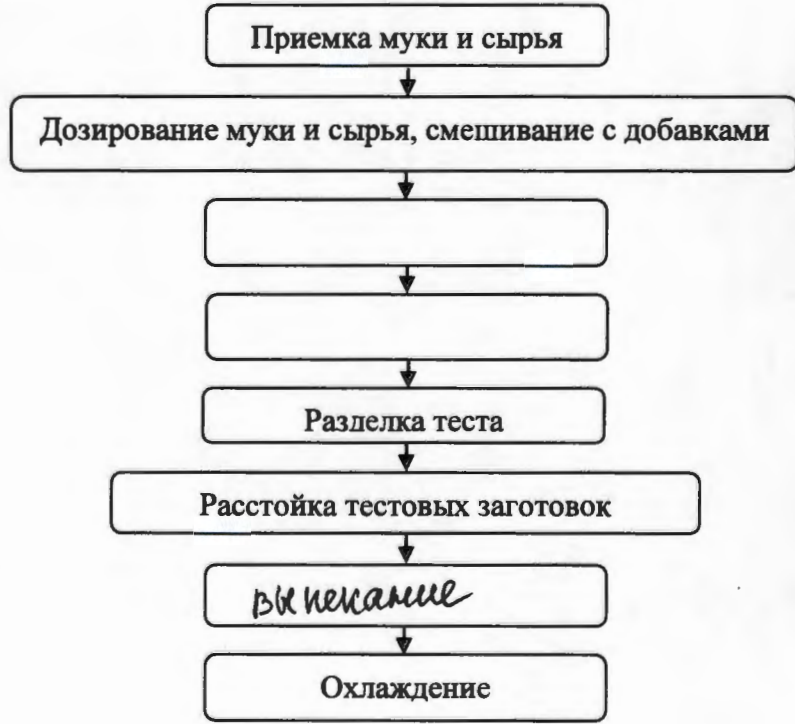 Приемка муки и сырья
Дозирование муки и сырья, смешивание с добавками
Разделка теста
Расстойка тестовых заготовок
выпекание
Охлаждение